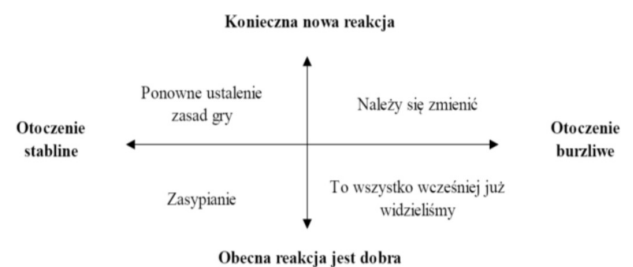 Konieczna nowa reakcja
Ponowne ustalenie
zasad gry
Należy się zmienić
Otoczenie
stabline
Otoczenie
burzliwe
Zasypianie
To wszystko wcześniej już
widzieliśmy
Obecna reakcja jest dobra